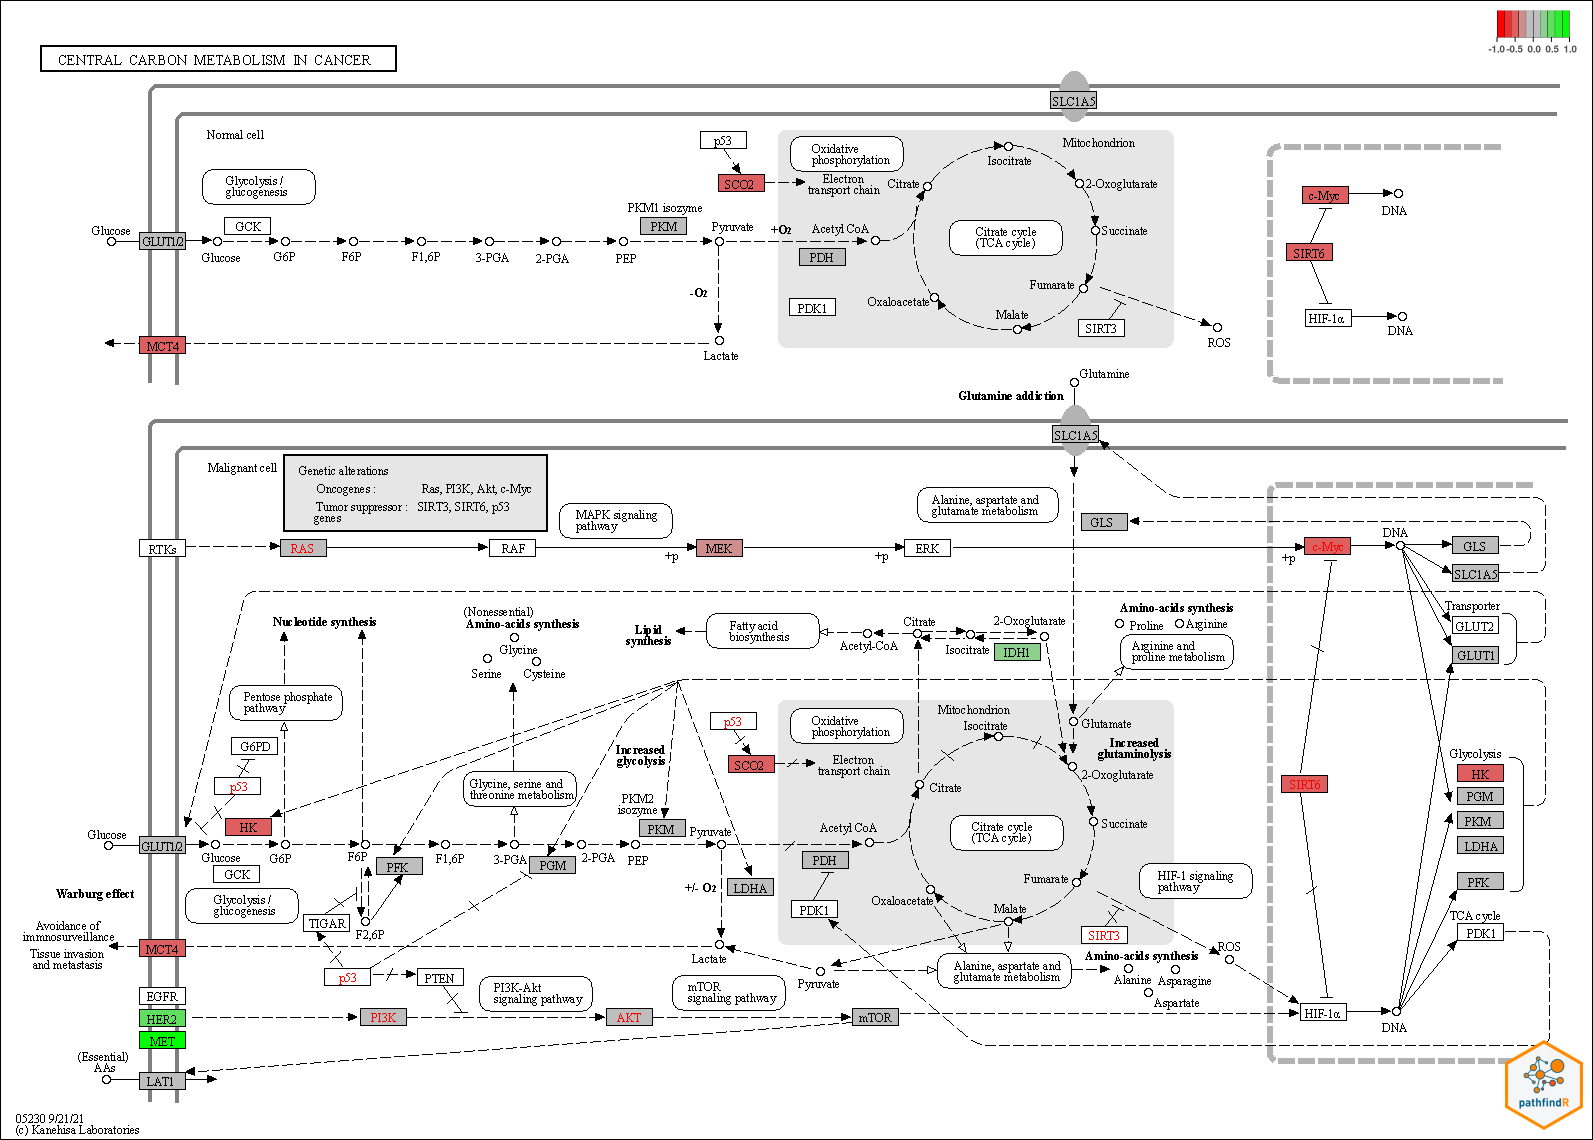 -1.0 -0.5 0.0 0.5 1.0
CENTRAL CARBON METABOLISM IN CANCER
SLC1A5
Normal cell
p53
Oxidative
phosphorylation
Mitochondrion
Isocitrate
Glycolysis /
glucogenesis
SCO2
Electron
transport chain
Citrate
2-Oxoglutarate
c-Myc
DNA
PKM1 isozyme
GCK
PKM
Pyruvate
+O2
Acetyl CoA
Citrate cycle
(TCA cycle)
Succinate
Glucose
GLUT1/2
Glucose
G6P
F6P
F1,6P
3-PGA
2-PGA
PEP
PDH
SIRT6
-O2
Oxaloacetate
Fumarate
PDK1
Malate
SIRT3
HIF-1α
DNA
MCT4
Lactate
ROS
Glutamine
Glutamine addiction
SLC1A5
Malignant cell
Genetic alterations
Oncogenes : Ras, PI3K, Akt, c-Myc
Tumor suppressor : SIRT3, SIRT6, p53
genes
MAPK signaling
pathway
Alanine, aspartate and
glutamate metabolism
GLS
RTKs
RAS
RAF
+p
MEK
+p
ERK
+p
c-Myc
DNA
GLS
SLC1A5
Nucleotide synthesis
(Nonessential)
Amino-acids synthesis
Glycine
Serine
Cysteine
Lipid
synthesis
Fatty acid
biosynthesis
Citrate
Acetyl-CoA
Isocitrate
2-Oxoglutarate
IDH1
Amino-acids synthesis
Proline
Arginine
Arginine and
proline metabolism
Transporter
GLUT2
GLUT1
Pentose phosphate
pathway
G6PD
p53
HK
Glycine, serine and
threonine metabolism
Increased
glycolysis
p53
SCO2
Oxidative
phosphorylation
Electron
transport chain
Mitochondrion
Isocitrate
Glutamate
Increased
glutaminolysis
2-Oxoglutarate
Citrate
SIRT6
Glycolysis
HK
PGM
PKM
LDHA
PFK
PKM2
isozyme
PKM
Pyruvate
Acetyl CoA
Citrate cycle
(TCA cycle)
Succinate
Glucose
GLUT1/2
Glucose
G6P
F6P
F1,6P
3-PGA
2-PGA
PEP
GCK
PFK
PGM
LDHA
PDH
Warburg effect
Glycolysis /
glucogenesis
+/- O2
PDK1
Oxaloacetate
Fumarate
Malate
HIF-1 signaling
pathway
TIGAR
F2,6P
SIRT3
TCA cycle
PDK1
Avoidance of
immnosurveillance
Tissue invasion
and metastasis
MCT4
Lactate
ROS
p53
PTEN
Pyruvate
Alanine, aspartate and
glutamate metabolism
Amino-acids synthesis
Alanine
Asparagine
Aspartate
EGFR
PI3K-Akt
signaling pathway
mTOR
signaling pathway
HER2
PI3K
AKT
mTOR
HIF-1α
DNA
MET
(Essential)
AAs
LAT1
05230 9/21/21
(c) Kanehisa Laboratories
pathfindR